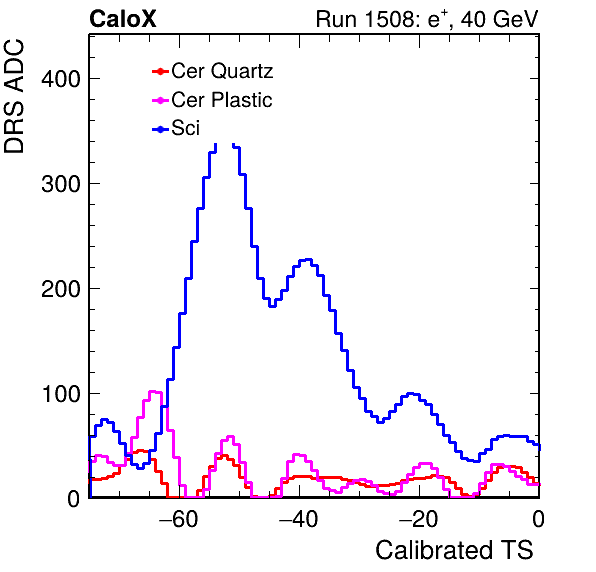 CaloX
Run 1508: e+, 40 GeV
DRS ADC
Cer Quartz
Cer Plastic
Sci
400
300
200
100
0
−60
−40
−20
0
Calibrated TS